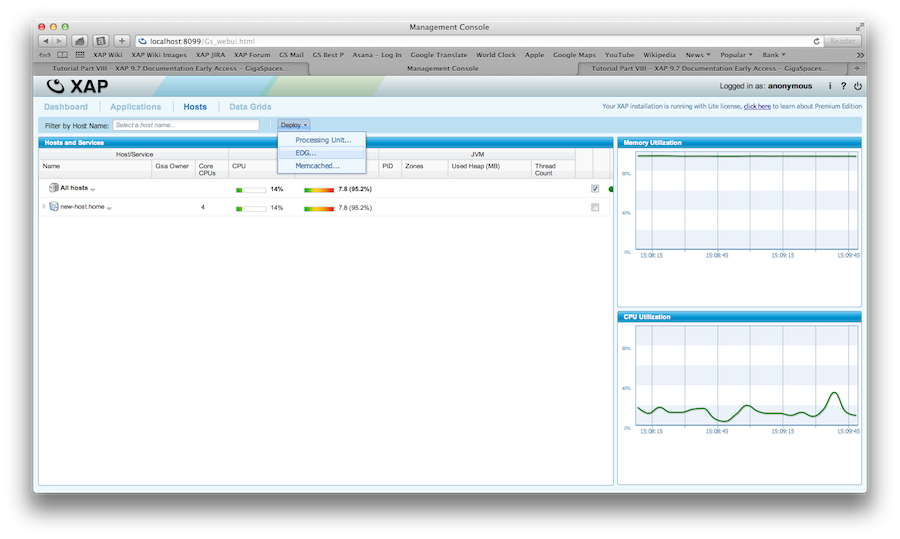 Management Console
localhost:8099/Gs_webui.html
Reader
XAP Wiki XAP Wiki Images XAP JIRA XAP Forum GS Mail GS Best P Asana – Log In Google Translate World Clock Apple Google Maps YouTube Wikipedia News Popular Bank
Tutorial Part VIII – XAP 9.7 Documentation Early Access – GigaSpaces... Management Console Tutorial Part VIII – XAP 9.7 Documentation Early Access – GigaSpaces...
XAP
Logged in as: anonymous i ?
Dashboard Applications Hosts Data Grids
Your XAP installation is running with Lite license, click here to learn about Premium Edition
Filter by Host Name: Select a host name... Deploy
Processing Unit...
EDG...
Memcached...
Hosts and Services
Host/Service JVM
Name Gsa Owner Core CPUs CPU PID Zones Used Heap (MB) Thread Count
All hosts 14% 7.8 (95.2%)
new-host.home 4 14% 7.8 (95.2%)
Memory Utilization
80%
40%
0%
15:08:15 15:08:45 15:09:15 15:09:45
CPU Utilization
80%
40%
0%
15:08:15 15:08:45 15:09:15 15:09:45